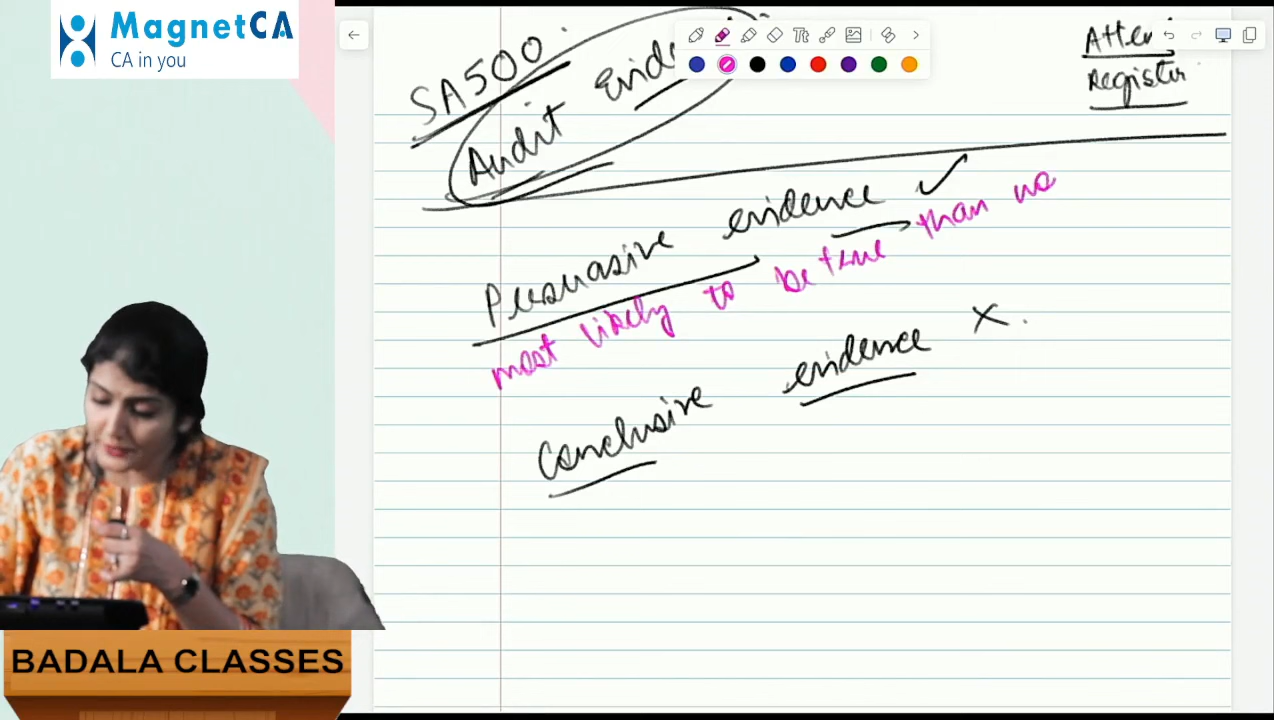 MagnetCA
CA in you
SA500.
Audit
Register
Persuasive evidence ✓
most likely to be true than no
Conclusive evidence ✗.
BADALA CLASSES